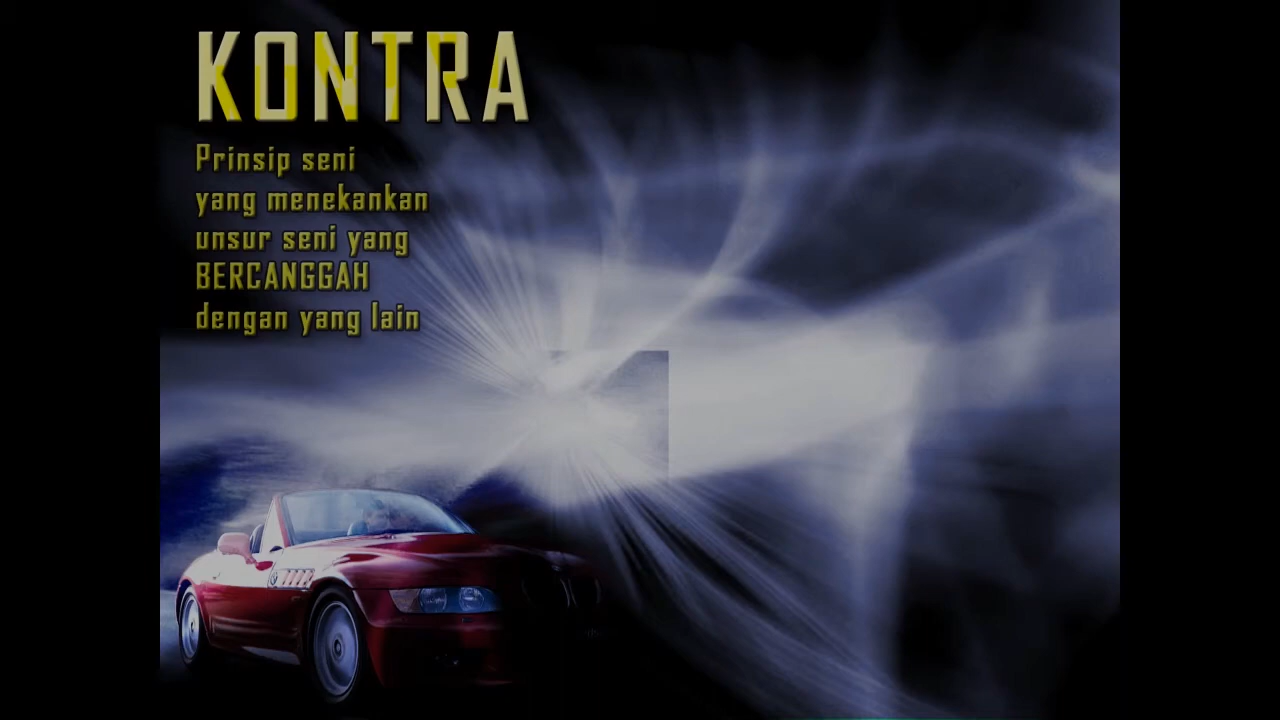 KONTRA
Prinsip seni
yang menekankan
unsur seni yang
BERCANGGAH
dengan yang lain